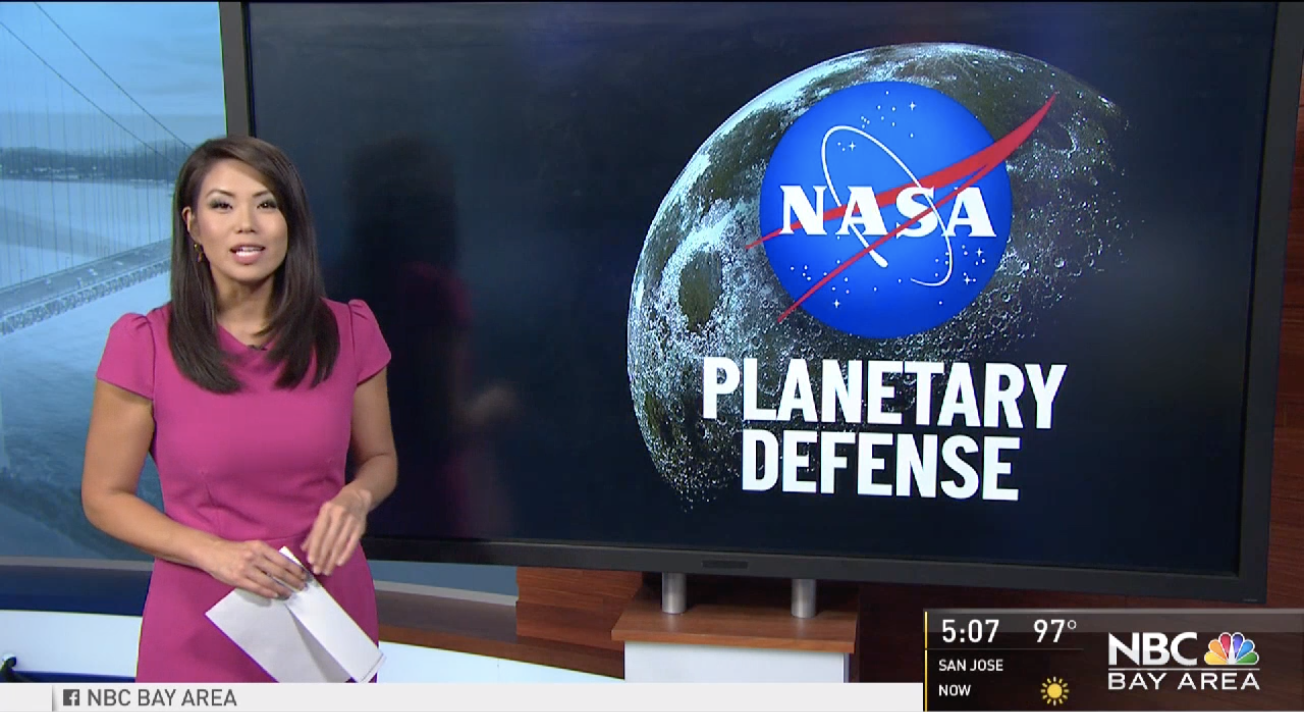 NASA
PLANETARY
DEFENSE
5:07 97°
SAN JOSE
NOW
NBC
BAY AREA
NBC BAY AREA